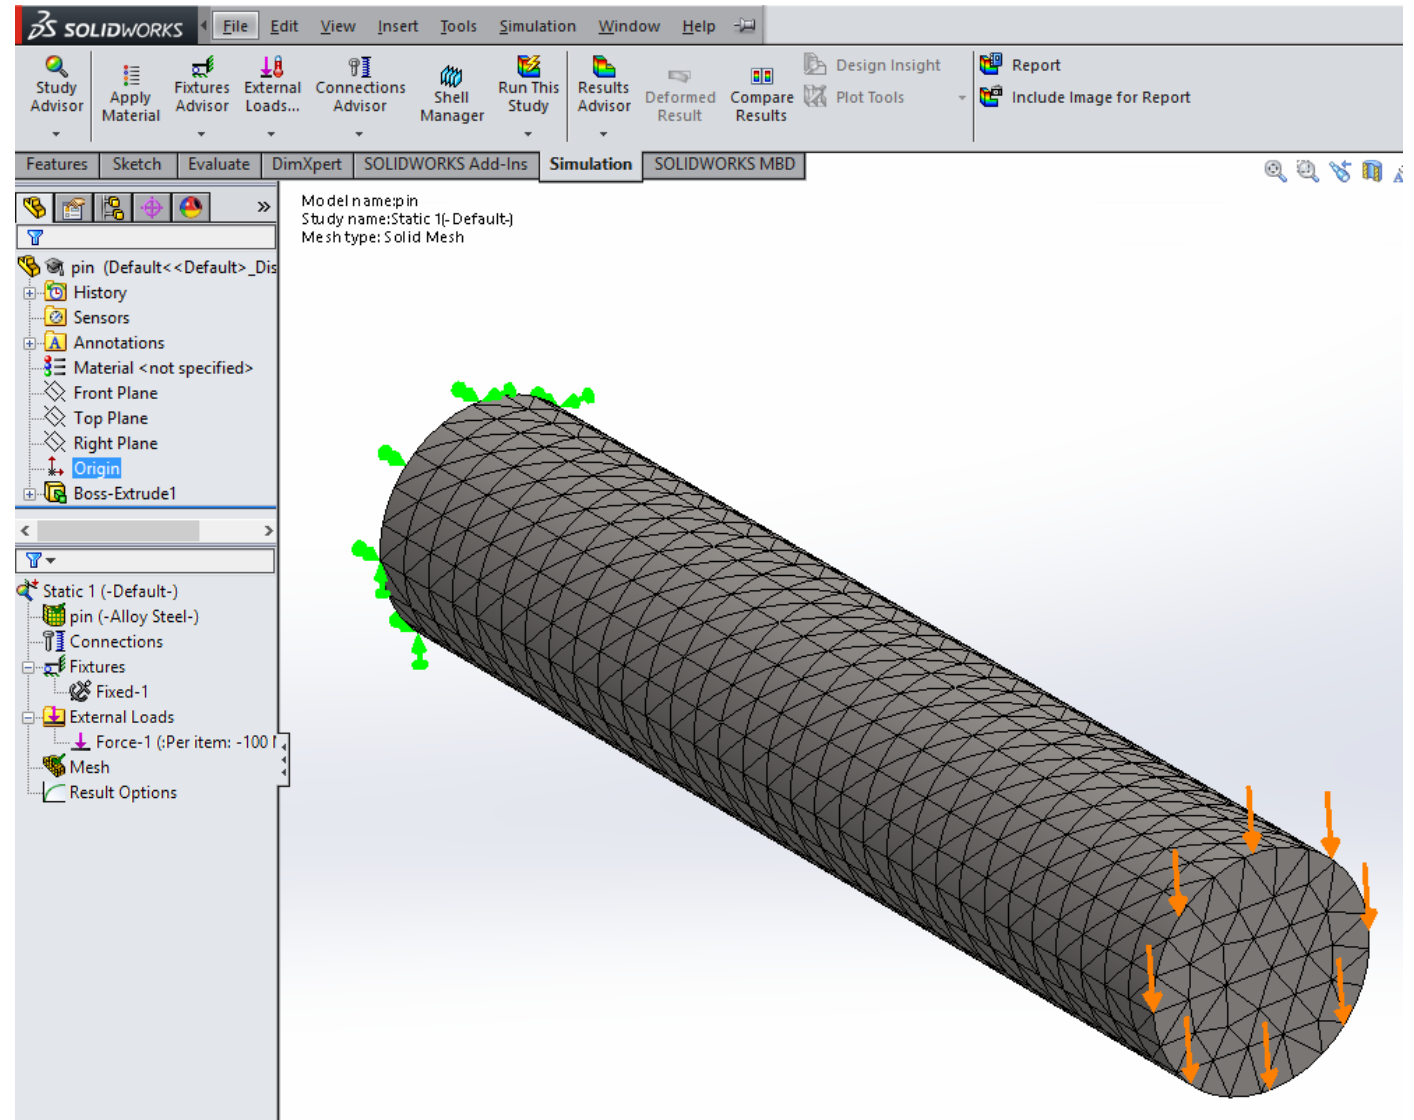 SOLIDWORKS File Edit View Insert Tools Simulation Window Help
Study Advisor
Apply Material
Fixtures Advisor
External Loads...
Connections Advisor
Shell Manager
Run This Study
Results Advisor
Deformed Result
Compare Results
Design Insight
Plot Tools
Report
Include Image for Report
Features Sketch Evaluate DimXpert SOLIDWORKS Add-Ins Simulation SOLIDWORKS MBD
Model name:pin
Study name:Static 1(-Default-)
Mesh type: Solid Mesh
pin (Default<<Default>_Dis
History
Sensors
Annotations
Material <not specified>
Front Plane
Top Plane
Right Plane
Origin
Boss-Extrude1
Static 1 (-Default-)
pin (-Alloy Steel-)
Connections
Fixtures
Fixed-1
External Loads
Force-1 (:Per item: -100
Mesh
Result Options